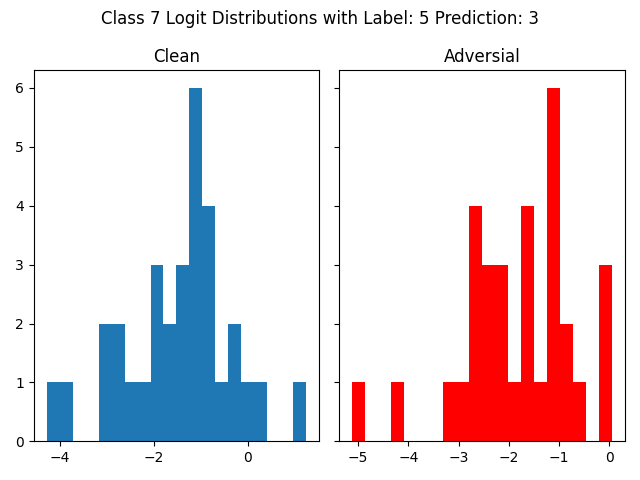 Class 7 Logit Distributions with Label: 5 Prediction: 3
Clean
Adversial
6
5
4
3
2
1
0
−4 −2 0
−5 −4 −3 −2 −1 0